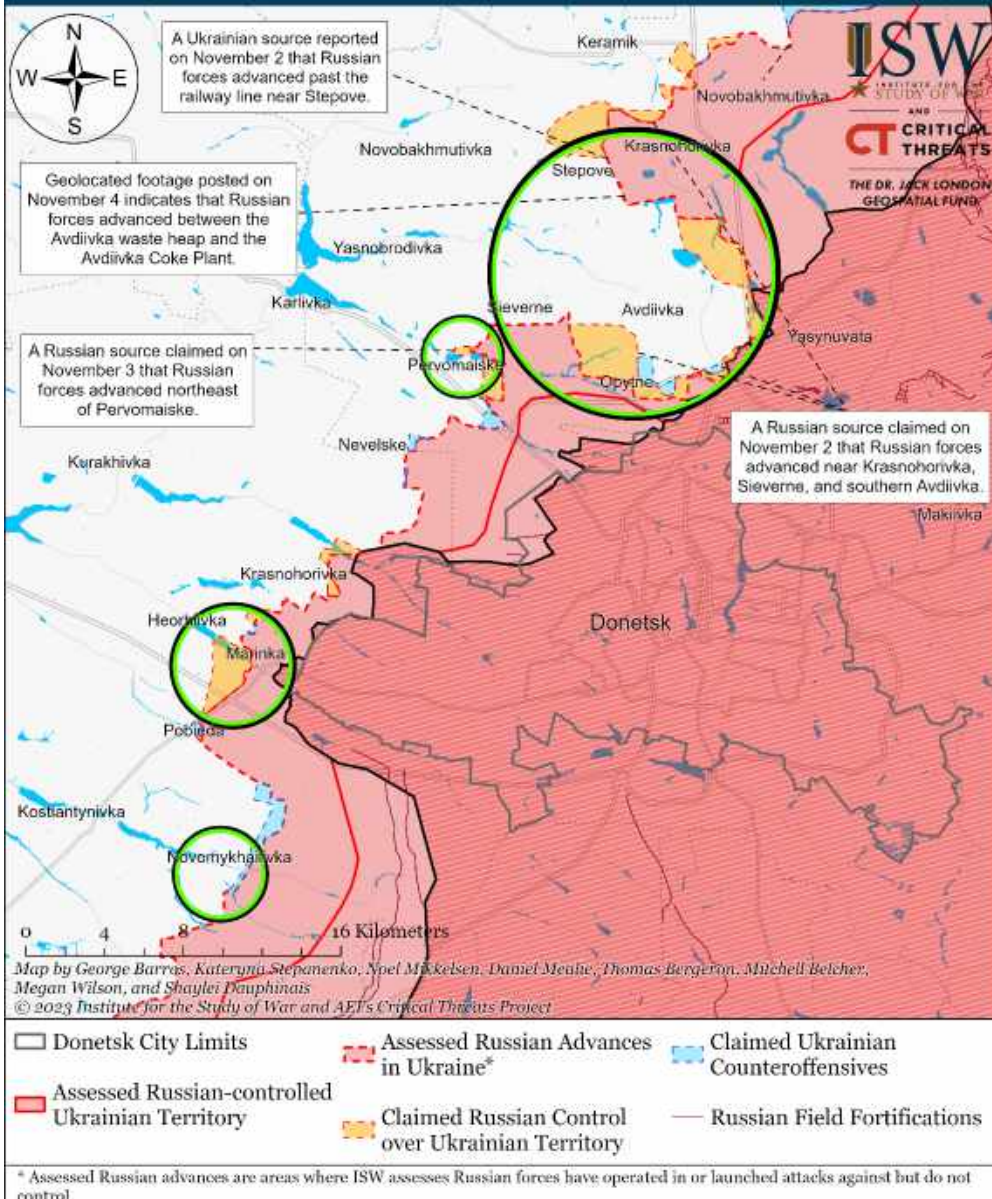 N
W E
S
A Ukrainian source reported
on November 2 that Russian
forces advanced past the
railway line near Stepove.
Keramik
ISW
INSTITUTE FOR THE
STUDY OF WAR
AND
CT CRITICAL
THREATS
THE DR. JACK LONDON
GEOSPATIAL FUND
Novobakhmutivka
Krasnohorivka
Novobakhmutivka
Stepove
Geolocated footage posted on
November 4 indicates that Russian
forces advanced between the
Avdiivka waste heap and the
Avdiivka Coke Plant.
Yasnobrodivka
Karlivka
Sieverne
Avdiivka
Yasynuvata
A Russian source claimed on
November 3 that Russian
forces advanced northeast
of Pervomaiske.
Pervomaiske
Opytne
A Russian source claimed on
November 2 that Russian forces
advanced near Krasnohorivka,
Sieverne, and southern Avdiivka.
Nevelske
Kurakhivka
Makiivka
Krasnohorivka
Heorhiivka
Donetsk
Marinka
Pobieda
Kostiantynivka
Novomykhailivka
0 4 8 16 Kilometers
Map by George Barros, Kateryna Stepanenko, Noel Mikkelsen, Daniel Mealie, Thomas Bergeron, Mitchell Belcher,
Megan Wilson, and Shaylei Dauphinais
© 2023 Institute for the Study of War and AEI's Critical Threats Project
Donetsk City Limits
Assessed Russian-controlled
Ukrainian Territory
Assessed Russian Advances
in Ukraine*
Claimed Russian Control
over Ukrainian Territory
Claimed Ukrainian
Counteroffensives
Russian Field Fortifications
* Assessed Russian advances are areas where ISW assesses Russian forces have operated in or launched attacks against but do not
control